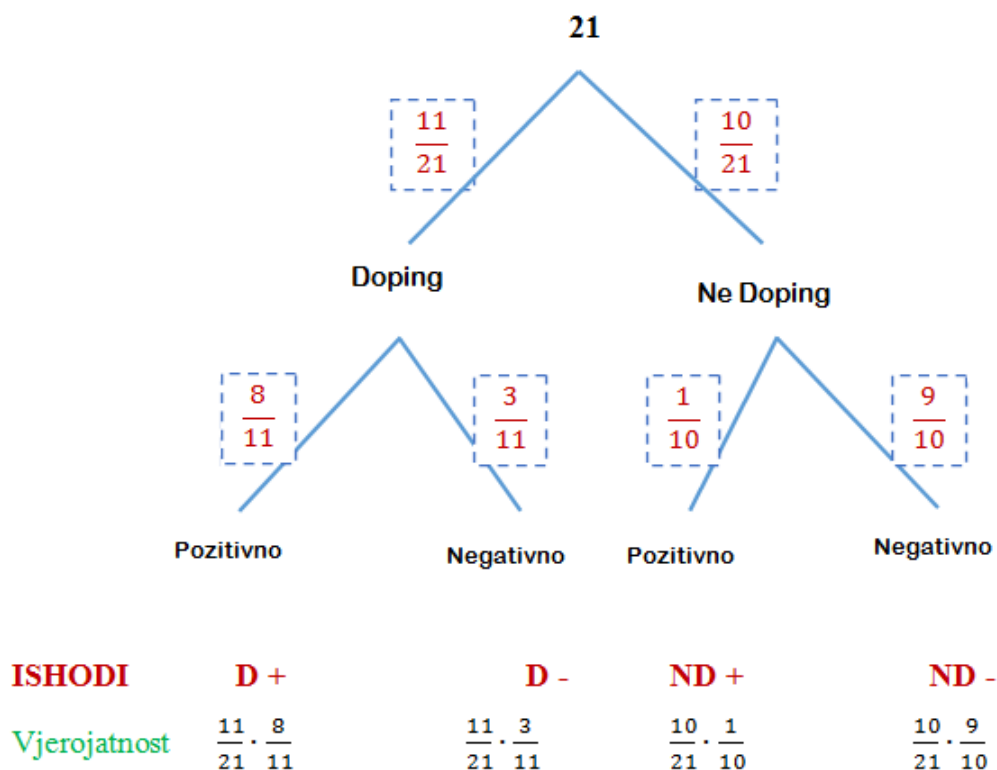 21
11/21 10/21
Doping
Ne Doping
8/11 3/11 1/10 9/10
Pozitivno Negativno Pozitivno Negativno
ISHODI D + D - ND + ND -
Vjerojatnost 11/21 · 8/11 11/21 · 3/11 10/21 · 1/10 10/21 · 9/10